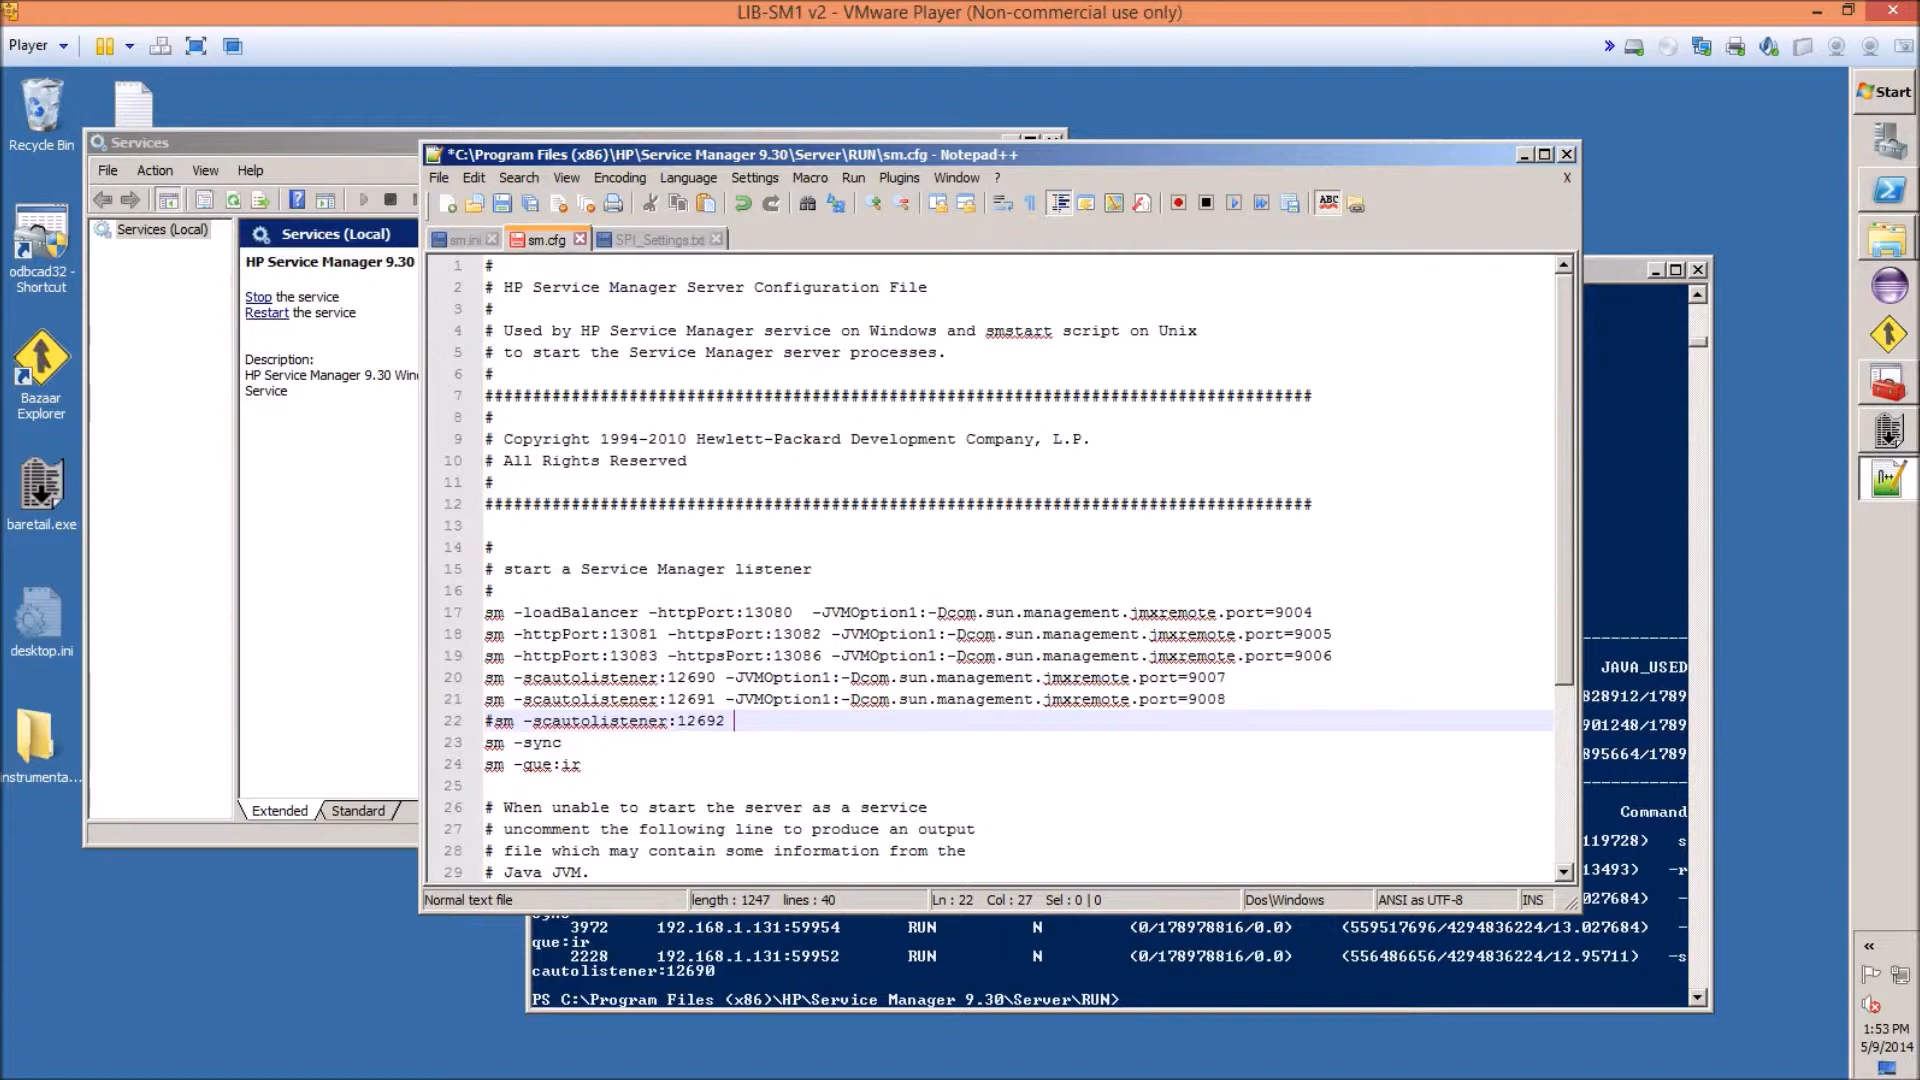 LIB-SM1 v2 - VMware Player (Non-commercial use only)
Player
Start
Recycle Bin
odbcad32 -
Shortcut
Bazaar
Explorer
baretail.exe
desktop.ini
instrumenta...
Services
File Action View Help
Services (Local)
Services (Local)
HP Service Manager 9.30
Stop the service
Restart the service
Description:
HP Service Manager 9.30
Service
Extended Standard
*C:\Program Files (x86)\HP\Service Manager 9.30\Server\RUN\sm.cfg - Notepad++
File Edit Search View Encoding Language Settings Macro Run Plugins Window ?
X
ABC
sm.ini sm.cfg SPI_Settings.txt
1 #
2 # HP Service Manager Server Configuration File
3 #
4 # Used by HP Service Manager service on Windows and smstart script on Unix
5 # to start the Service Manager server processes.
6 #
7 ######################################################################################
8 #
9 # Copyright 1994-2010 Hewlett-Packard Development Company, L.P.
10 # All Rights Reserved
11 #
12 ######################################################################################
13
14 #
15 # start a Service Manager listener
16 #
17 sm -loadBalancer -httpPort:13080  -JVMOption1:-Dcom.sun.management.jmxremote.port=9004
18 sm -httpPort:13081 -httpsPort:13082 -JVMOption1:-Dcom.sun.management.jmxremote.port=9005
19 sm -httpPort:13083 -httpsPort:13086 -JVMOption1:-Dcom.sun.management.jmxremote.port=9006
20 sm -scautolistener:12690 -JVMOption1:-Dcom.sun.management.jmxremote.port=9007
21 sm -scautolistener:12691 -JVMOption1:-Dcom.sun.management.jmxremote.port=9008
22 #sm -scautolistener:12692
23 sm -sync
24 sm -que:ir
25
26 # When unable to start the server as a service
27 # uncomment the following line to produce an output
28 # file which may contain some information from the
29 # Java JVM.
Normal text file length : 1247 lines : 40 Ln : 22 Col : 27 Sel : 0 | 0 Dos\Windows ANSI as UTF-8 INS
JAVA_USED
828912/1789
901248/1789
895664/1789
Command
119728) s
13493) -r
027684) -
3972 192.168.1.131:59954 RUN N (0/178978816/0.0) (559517696/4294836224/13.027684) -
que:ir
2228 192.168.1.131:59952 RUN N (0/178978816/0.0) (556486656/4294836224/12.95711) -s
cautolistener:12690
PS C:\Program Files (x86)\HP\Service Manager 9.30\Server\RUN>
1:53 PM
5/9/2014